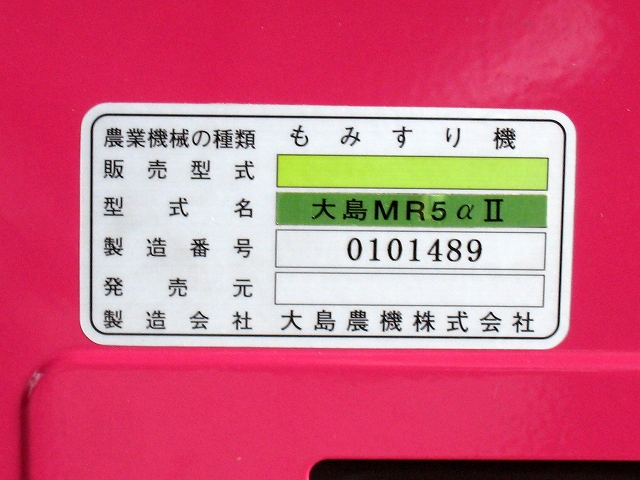 農業機械の種類 もみすり機
販売型式
型式名 大島MR5αⅡ
製造番号 0101489
発売元
製造会社 大島農機株式会社